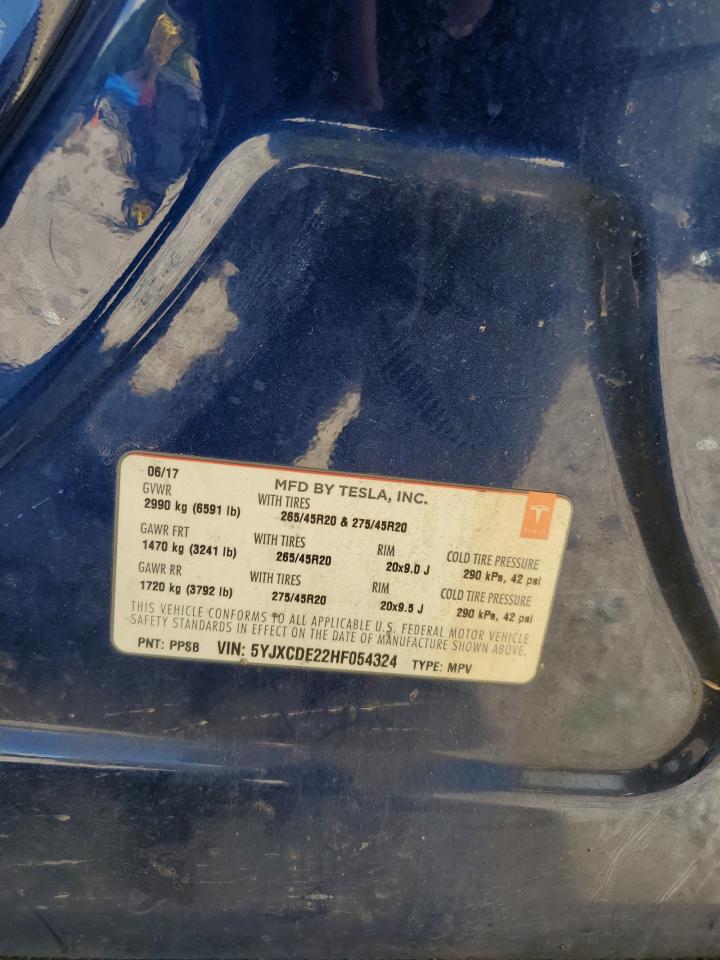 06/17
MFD BY TESLA, INC.
GVWR
2990 kg (6591 lb)
WITH TIRES
265/45R20 & 275/45R20
TESLA
GAWR FRT
1470 kg (3241 lb)
WITH TIRES
265/45R20
RIM
20x9.0 J
COLD TIRE PRESSURE
290 kPa, 42 psi
GAWR RR
1720 kg (3792 lb)
WITH TIRES
275/45R20
RIM
20x9.5 J
COLD TIRE PRESSURE
290 kPa, 42 psi
THIS VEHICLE CONFORMS TO ALL APPLICABLE U.S. FEDERAL MOTOR VEHICLE
SAFETY STANDARDS IN EFFECT ON THE DATE OF MANUFACTURE SHOWN ABOVE.
PNT: PPSB VIN: 5YJXCDE22HF054324 TYPE: MPV